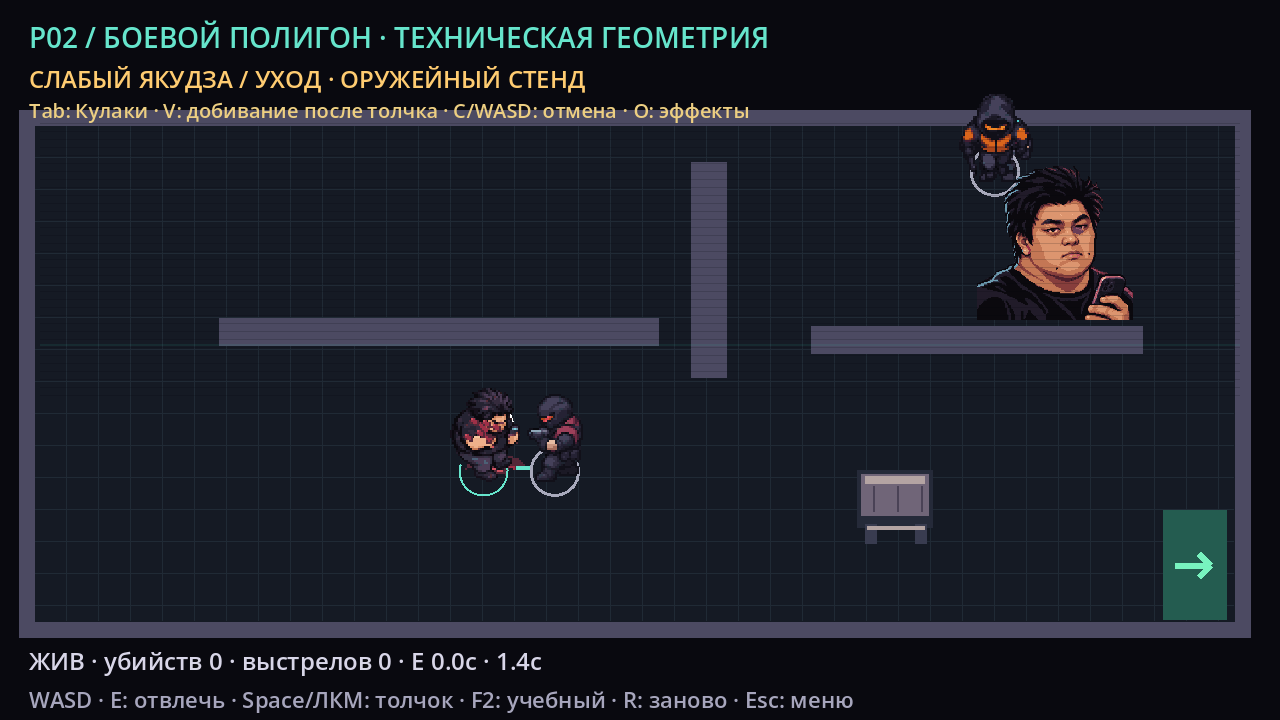 P02 / БОЕВОЙ ПОЛИГОН · ТЕХНИЧЕСКАЯ ГЕОМЕТРИЯ
СЛАБЫЙ ЯКУДЗА / УХОД · ОРУЖЕЙНЫЙ СТЕНД
Tab: Кулаки · V: добивание после толчка · C/WASD: отмена · O: эффекты
ЖИВ · убийств 0 · выстрелов 0 · E 0.0с · 1.4с
WASD · E: отвлечь · Space/ЛКМ: толчок · F2: учебный · R: заново · Esc: меню